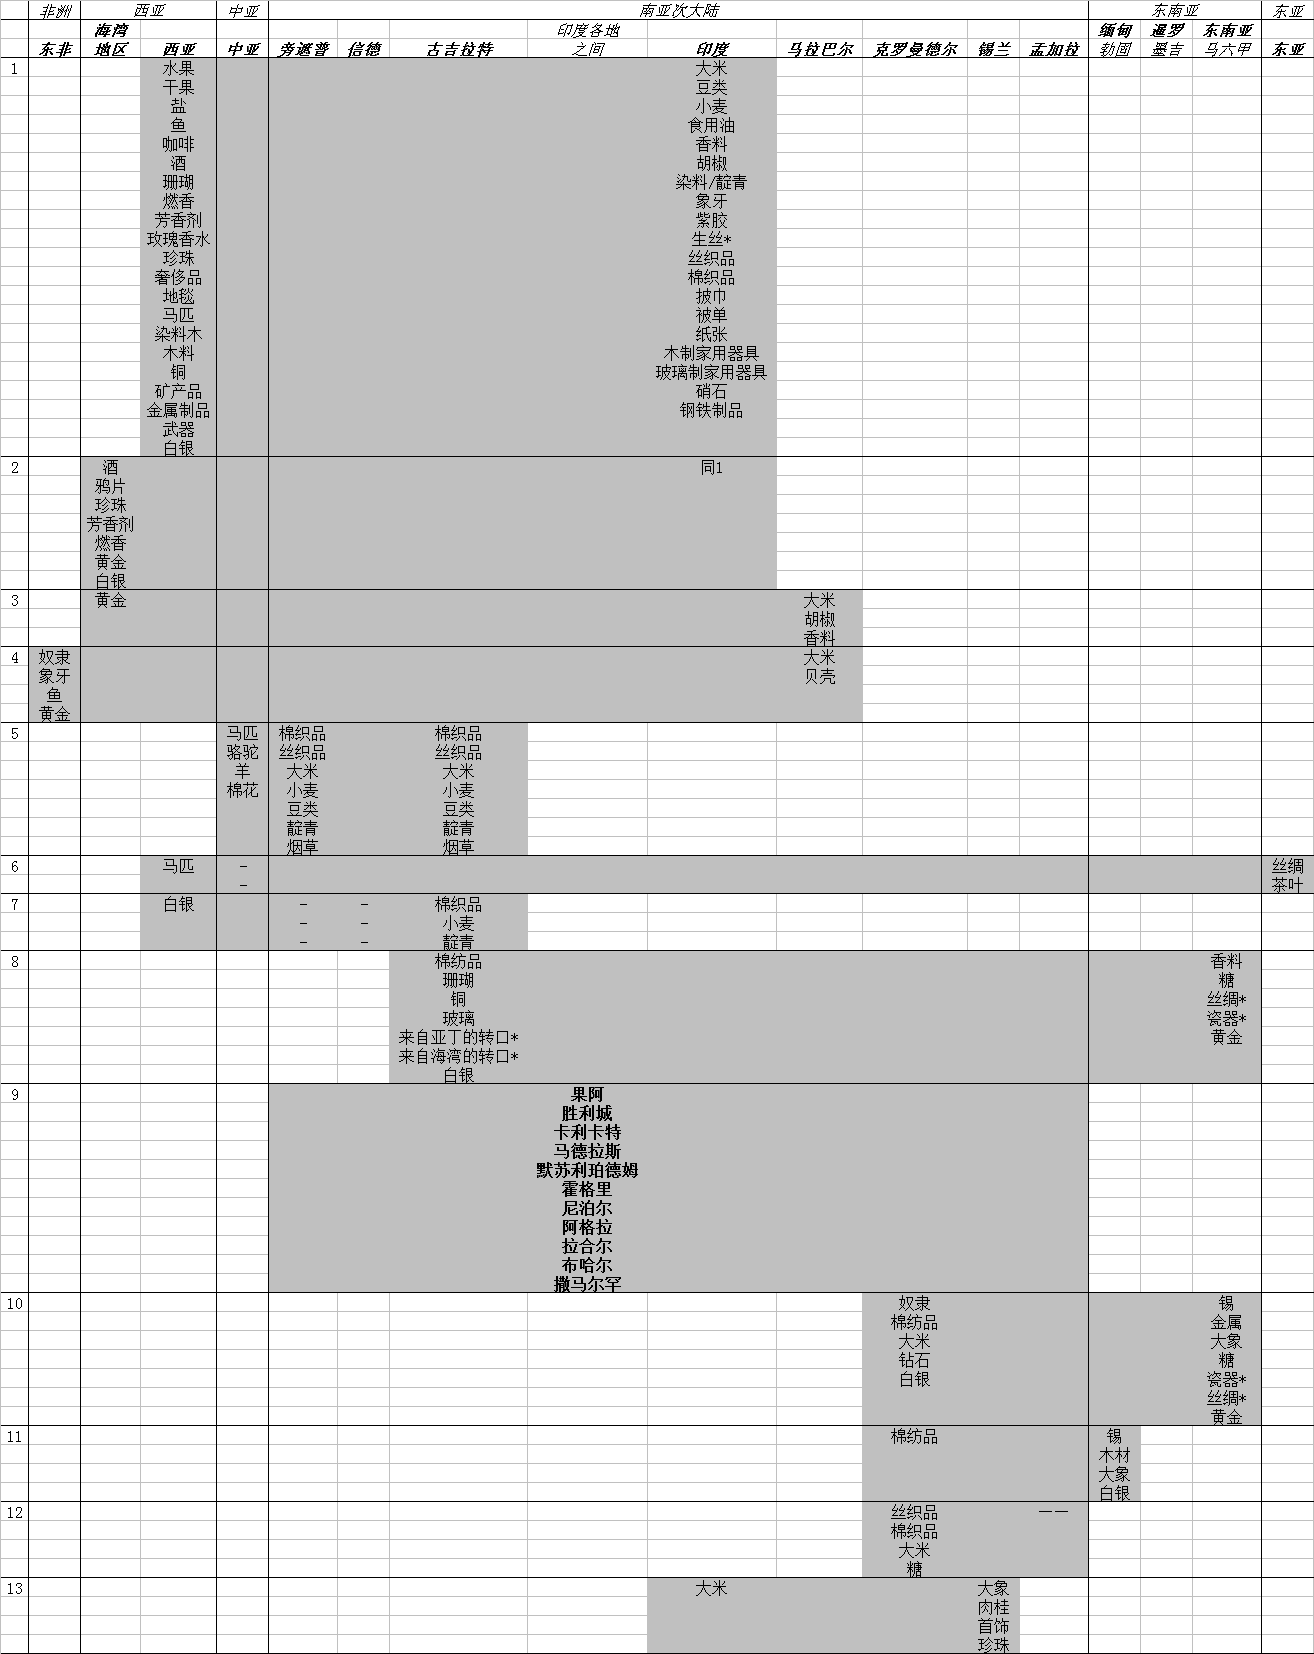 非洲 西亚 中亚 南亚次大陆 东南亚 东亚
海湾 印度各地 缅甸 暹罗 东南亚
东非 地区 西亚 中亚 旁遮普 信德 古吉拉特 之间 印度 马拉巴尔 克罗曼德尔 锡兰 孟加拉 勃固 墨吉 马六甲 东亚
1 水果 大米
干果 豆类
盐 小麦
鱼 食用油
咖啡 香料
酒 胡椒
珊瑚 染料/靛青
燃香 象牙
芳香剂 紫胶
玫瑰香水 生丝*
珍珠 丝织品
奢侈品 棉织品
地毯 披巾
马匹 被单
染料木 纸张
木料 木制家用器具
铜 玻璃制家用器具
矿产品 硝石
金属制品 钢铁制品
武器
白银
2 酒 同1
鸦片
珍珠
芳香剂
燃香
黄金
白银
3 黄金 大米
胡椒
香料
4 奴隶 大米
象牙 贝壳
鱼
黄金
5 马匹 棉织品 棉织品
骆驼 丝织品 丝织品
羊 大米 大米
棉花 小麦 小麦
豆类 豆类
靛青 靛青
烟草 烟草
6 马匹 - 丝绸
- 茶叶
7 白银 - - 棉织品
- - 小麦
- - 靛青
8 棉纺品 香料
珊瑚 糖
铜 丝绸*
玻璃 瓷器*
来自亚丁的转口* 黄金
来自海湾的转口*
白银
9 果阿
胜利城
卡利卡特
马德拉斯
默苏利珀德姆
霍格里
尼泊尔
阿格拉
拉合尔
布哈尔
撒马尔罕
10 奴隶 锡
棉纺品 金属
大米 大象
钻石 糖
白银 瓷器*
丝绸*
黄金
11 棉纺品 锡
木材
大象
白银
12 丝织品 ——
棉织品
大米
糖
13 大米 大象
肉桂
首饰
珍珠